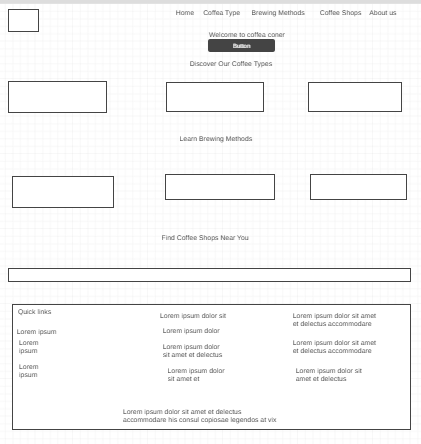 Home Coffea Type Brewing Methods Coffee Shops About us
Welcome to coffea coner
Button
Discover Our Coffee Types
Learn Brewing Methods
Find Coffee Shops Near You
Quick links
Lorem ipsum
Lorem
ipsum
Lorem
ipsum
Lorem ipsum dolor sit
Lorem ipsum dolor
Lorem ipsum dolor
sit amet et delectus
Lorem ipsum dolor
sit amet et
Lorem ipsum dolor sit amet
et delectus accommodare
Lorem ipsum dolor sit amet
et delectus accommodare
Lorem ipsum dolor sit
amet et delectus
Lorem ipsum dolor sit amet et delectus
accommodare his consul copiosae legendos at vix